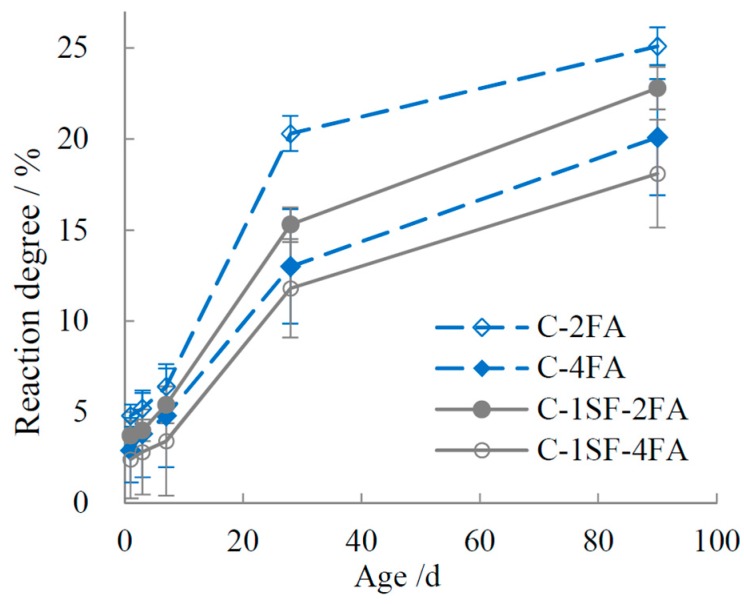 25
20
15
10
5
0
Reaction degree / %
C-2FA
C-4FA
C-1SF-2FA
C-1SF-4FA
0 20 40 60 80 100
Age /d